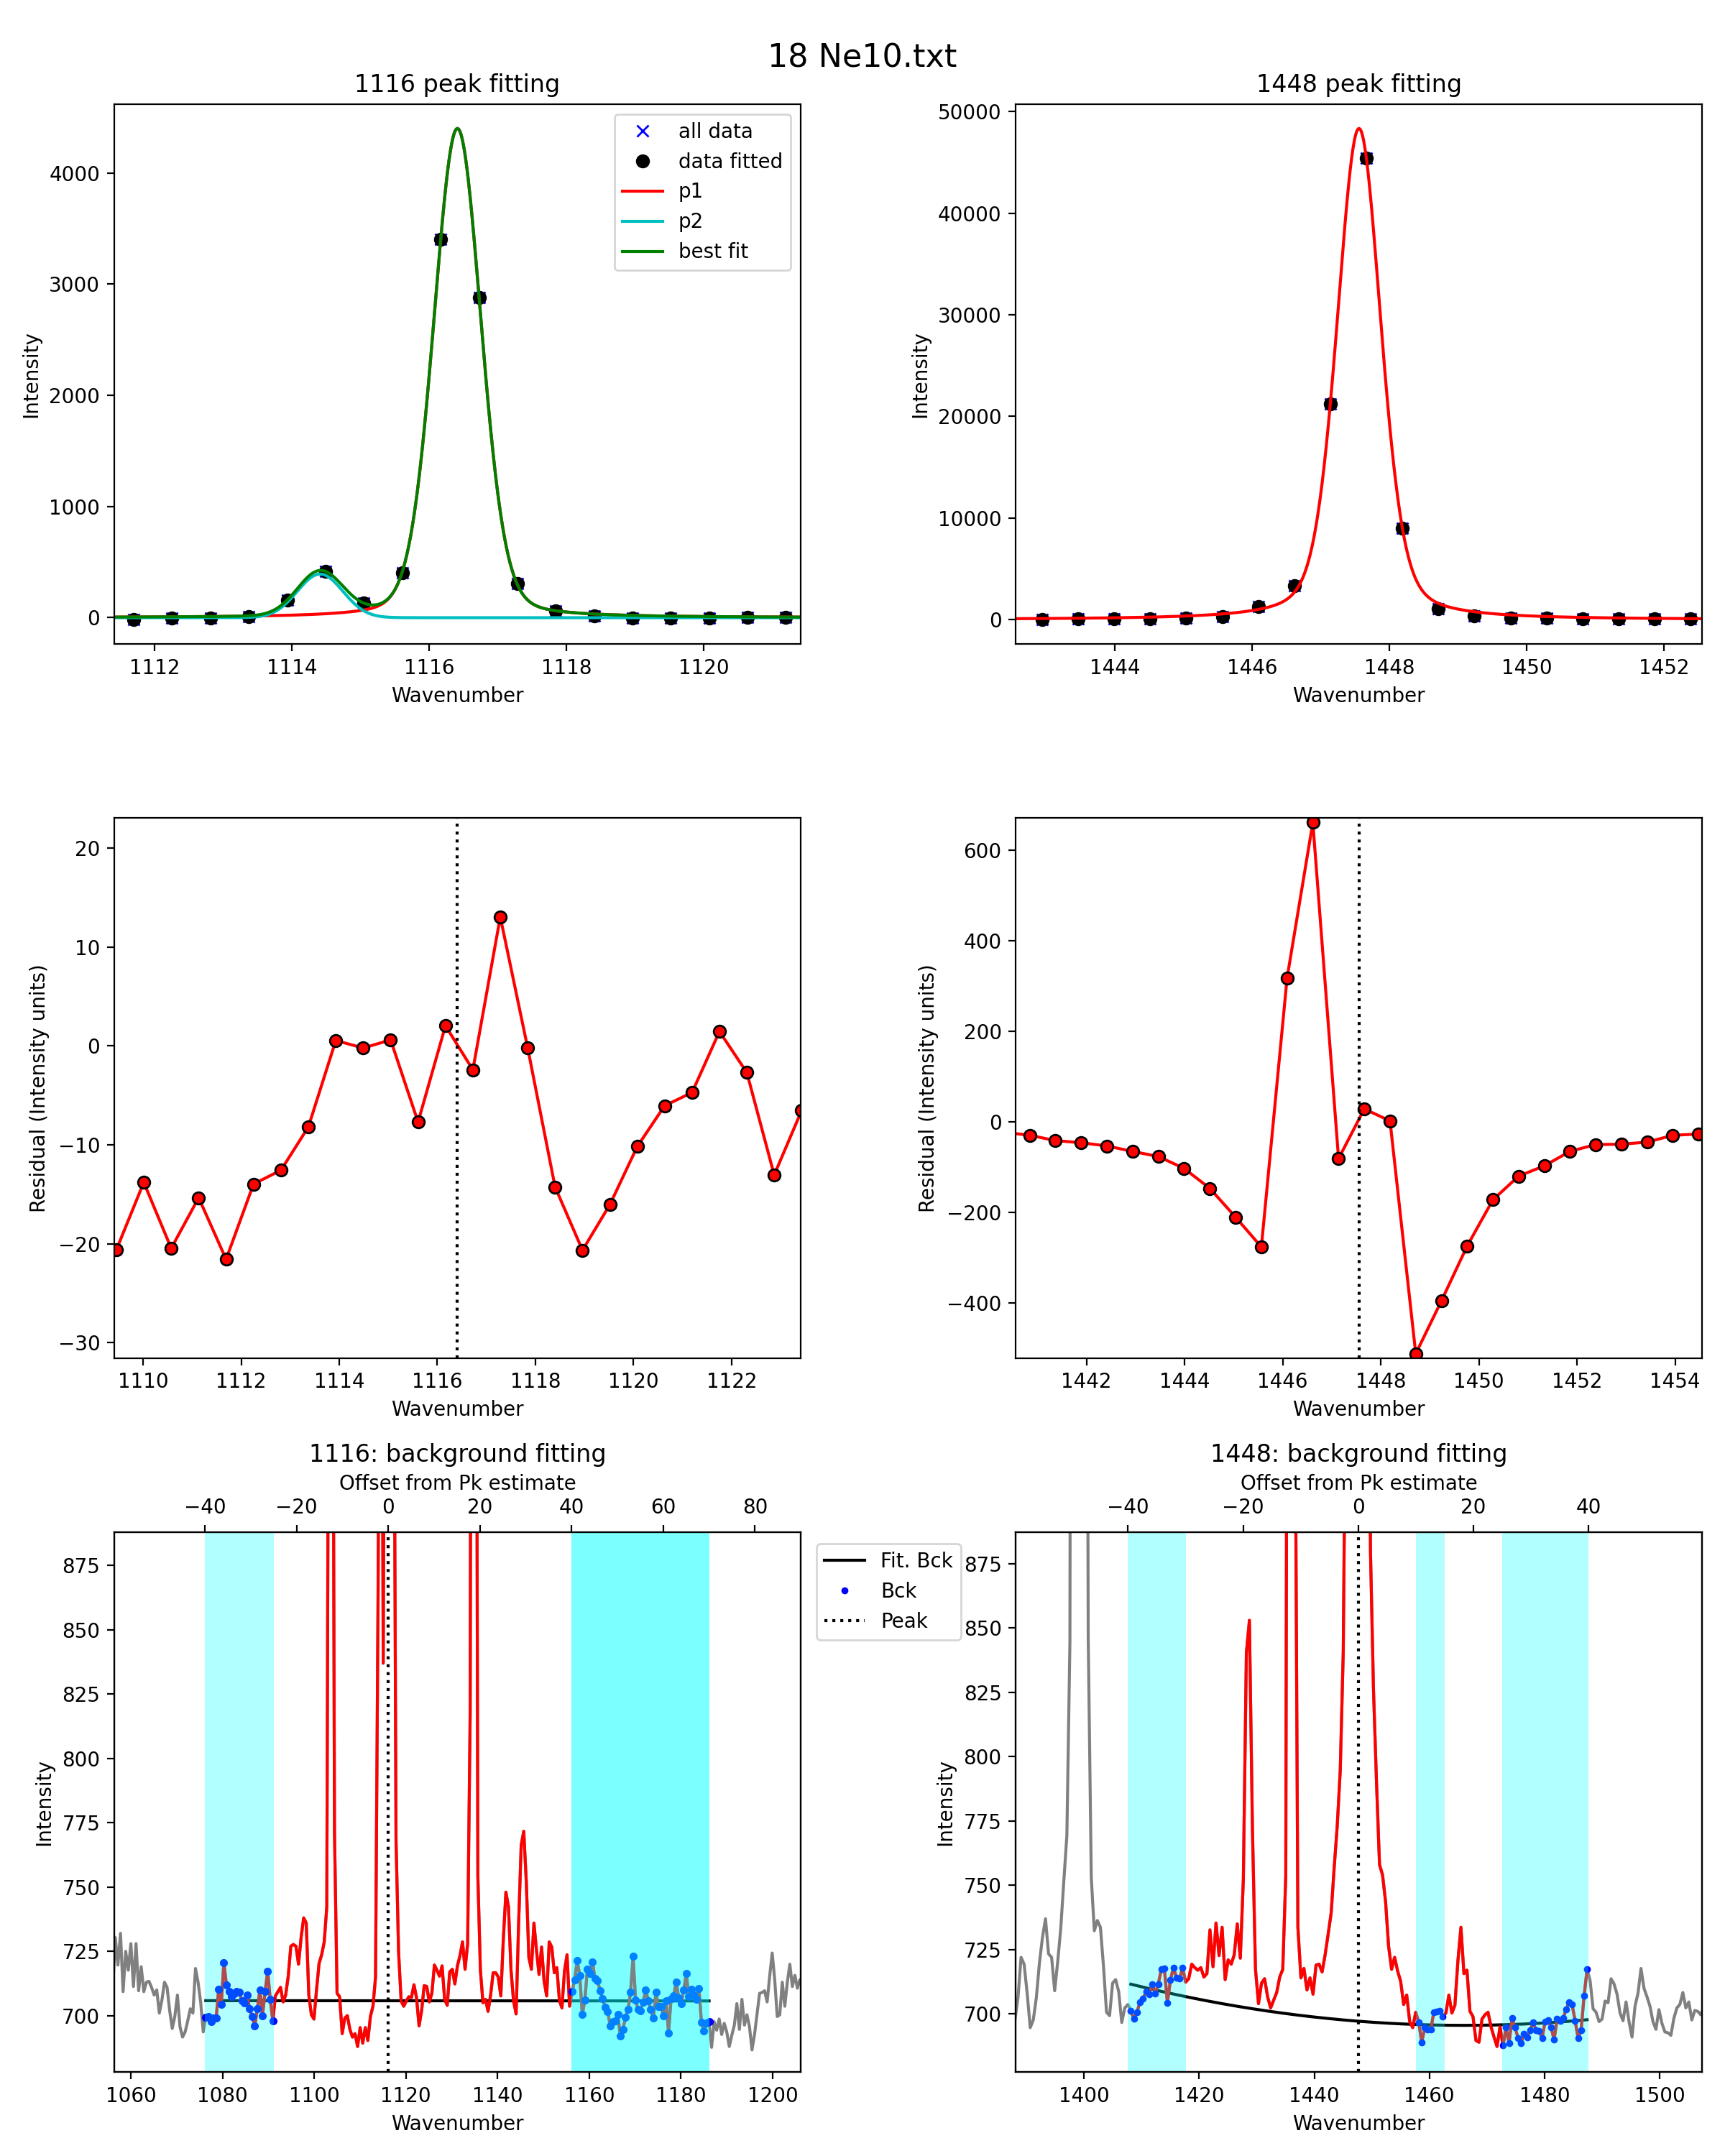 18 Ne10.txt
1116 peak fitting
1448 peak fitting
all data
data fitted
p1
p2
best fit
Intensity
4000
3000
2000
1000
0
1112 1114 1116 1118 1120
Wavenumber
Intensity
50000
40000
30000
20000
10000
0
1444 1446 1448 1450 1452
Wavenumber
Residual (Intensity units)
20
10
0
−10
−20
−30
1110 1112 1114 1116 1118 1120 1122
Wavenumber
Residual (Intensity units)
600
400
200
0
−200
−400
1442 1444 1446 1448 1450 1452 1454
Wavenumber
1116: background fitting
Offset from Pk estimate
−40 −20 0 20 40 60 80
Intensity
875
850
825
800
775
750
725
700
1060 1080 1100 1120 1140 1160 1180 1200
Wavenumber
Fit. Bck
Bck
Peak
1448: background fitting
Offset from Pk estimate
−40 −20 0 20 40
Intensity
875
850
825
800
775
750
725
700
1400 1420 1440 1460 1480 1500
Wavenumber